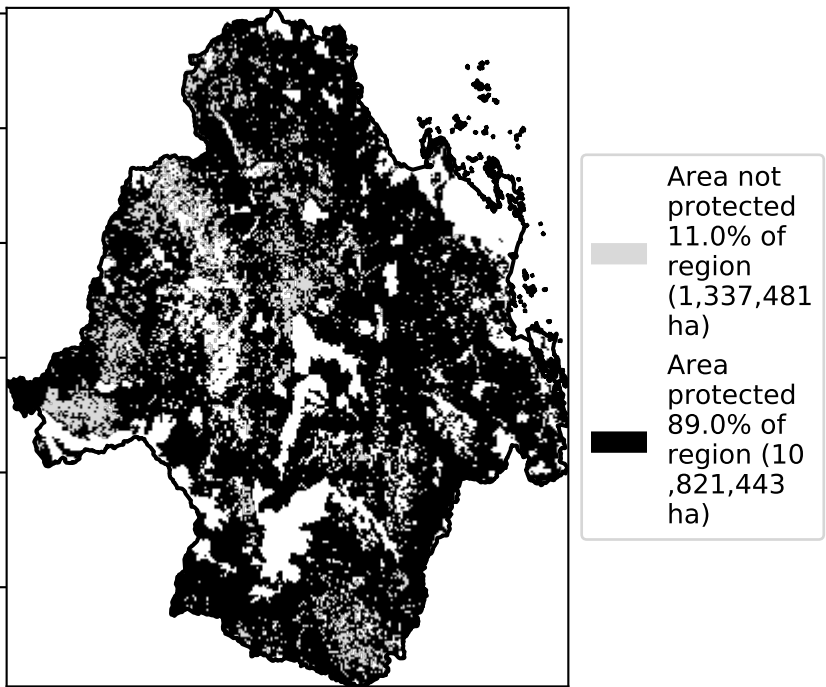 Area not
protected
11.0% of
region
(1,337,481
ha)
Area
protected
89.0% of
region (10
,821,443
ha)